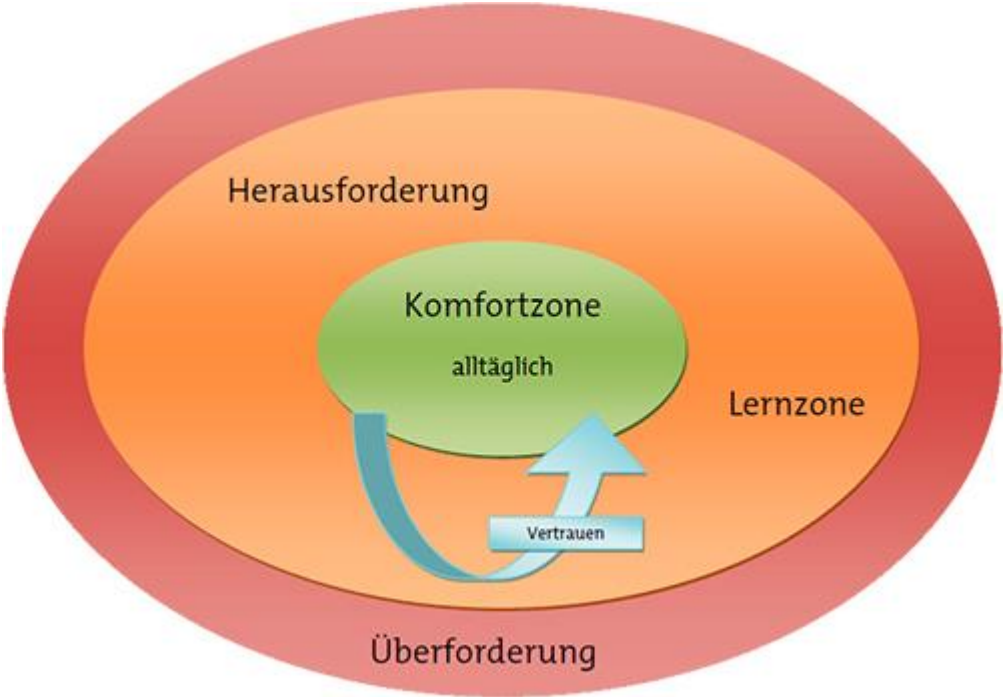 Herausforderung
Komfortzone
alltäglich
Lernzone
Vertrauen
Überforderung